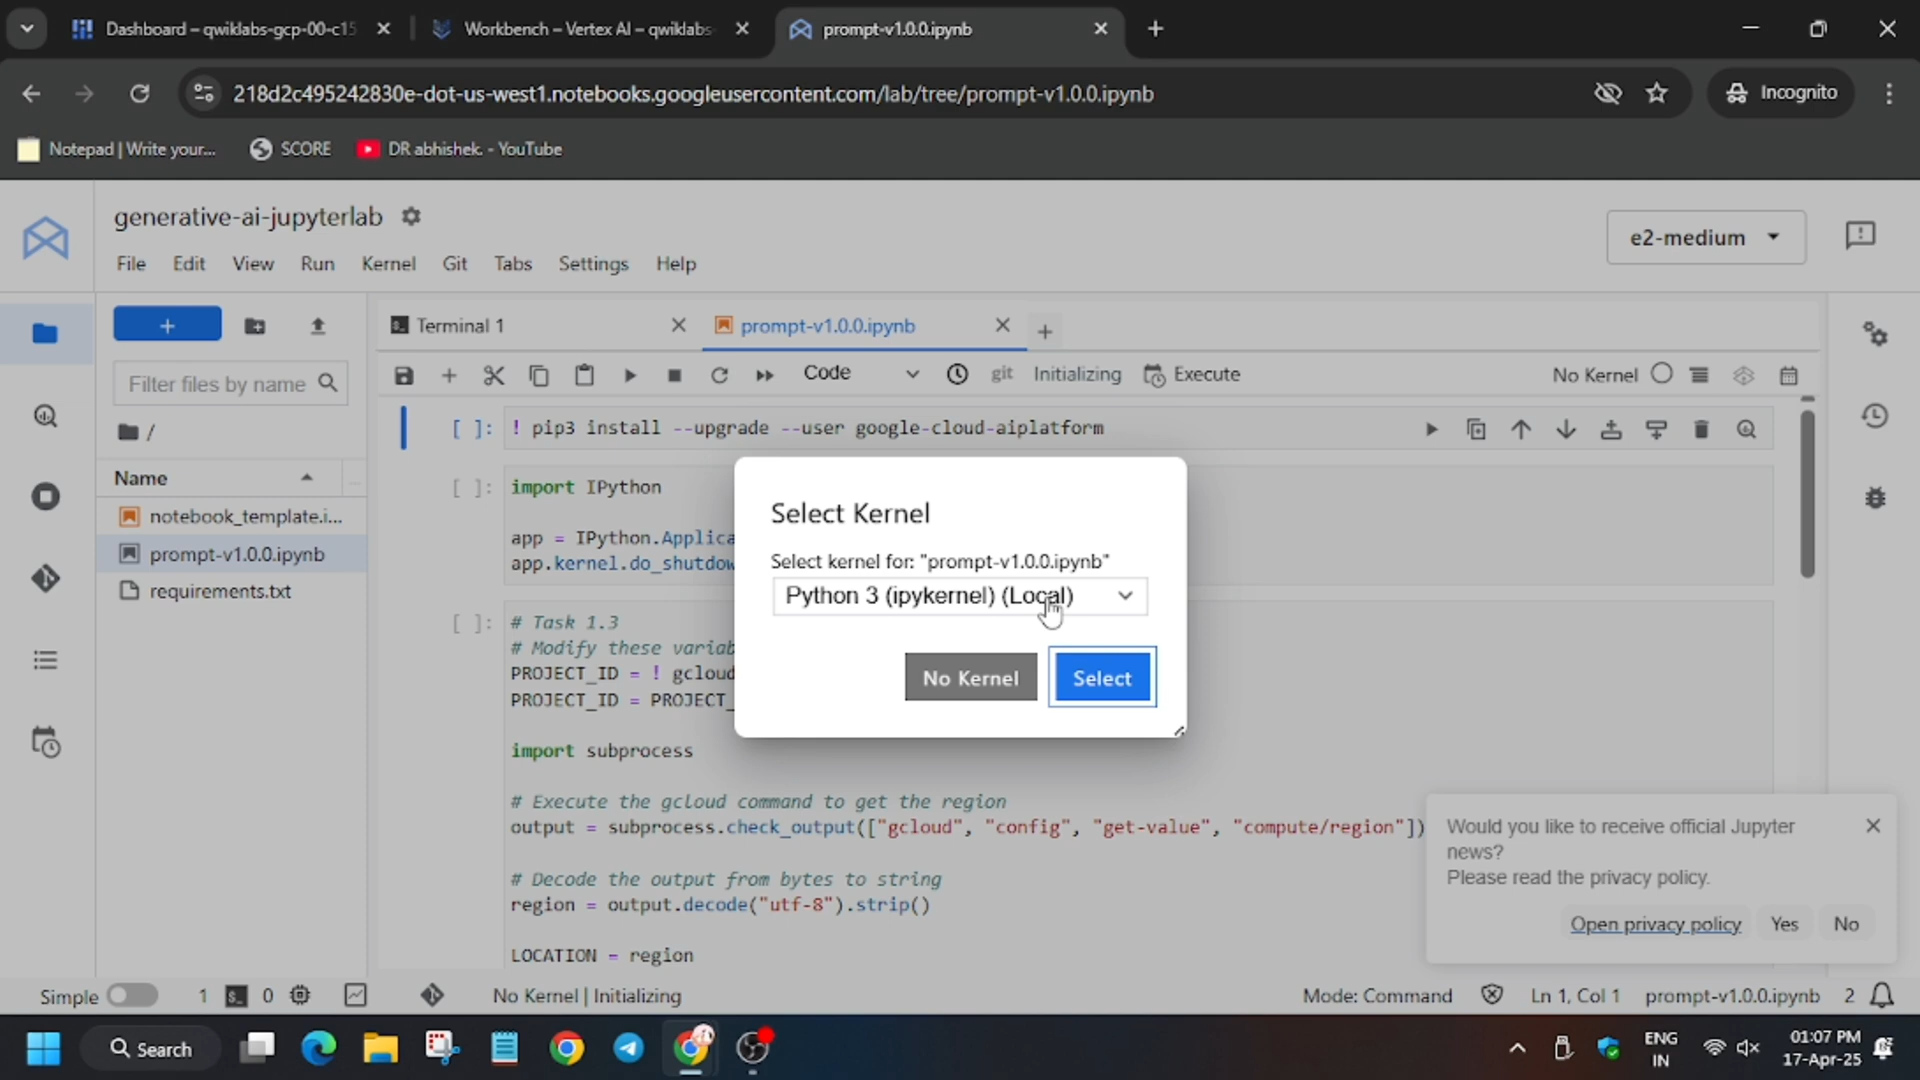 Dashboard – qwiklabs-gcp-00-c15
Workbench – Vertex AI – qwiklabs-
prompt-v1.0.0.ipynb
218d2c495242830e-dot-us-west1.notebooks.googleusercontent.com/lab/tree/prompt-v1.0.0.ipynb
Incognito
Notepad | Write your...
SCORE
DR abhishek. - YouTube
generative-ai-jupyterlab
e2-medium
File Edit View Run Kernel Git Tabs Settings Help
Terminal 1
prompt-v1.0.0.ipynb
Filter files by name
Code
git
Initializing
Execute
No Kernel
/
Name
notebook_template.i...
prompt-v1.0.0.ipynb
requirements.txt
[ ]: ! pip3 install --upgrade --user google-cloud-aiplatform
[ ]: import IPython
app = IPython.Applica
app.kernel.do_shutdow
[ ]: # Task 1.3
# Modify these variab
PROJECT_ID = ! gcloud
PROJECT_ID = PROJECT_
import subprocess
# Execute the gcloud command to get the region
output = subprocess.check_output(["gcloud", "config", "get-value", "compute/region"])
# Decode the output from bytes to string
region = output.decode("utf-8").strip()
LOCATION = region
Select Kernel
Select kernel for: "prompt-v1.0.0.ipynb"
Python 3 (ipykernel) (Local)
No Kernel
Select
Would you like to receive official Jupyter
news?
Please read the privacy policy.
Open privacy policy
Yes
No
Simple
1
0
No Kernel | Initializing
Mode: Command
Ln 1, Col 1
prompt-v1.0.0.ipynb
2
Search
ENG
IN
01:07 PM
17-Apr-25